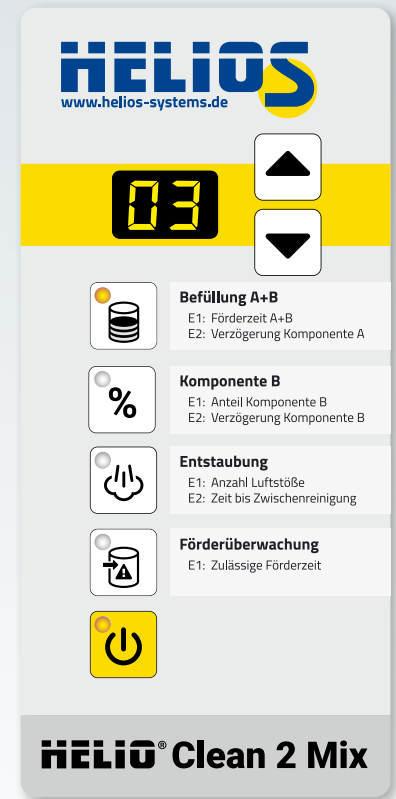 HELIOS
www.helios-systems.de
03
Befüllung A+B
E1: Förderzeit A+B
E2: Verzögerung Komponente A
%
Komponente B
E1: Anteil Komponente B
E2: Verzögerung Komponente B
Entstaubung
E1: Anzahl Luftstöße
E2: Zeit bis Zwischenreinigung
Förderüberwachung
E1: Zulässige Förderzeit
HELIO® Clean 2 Mix